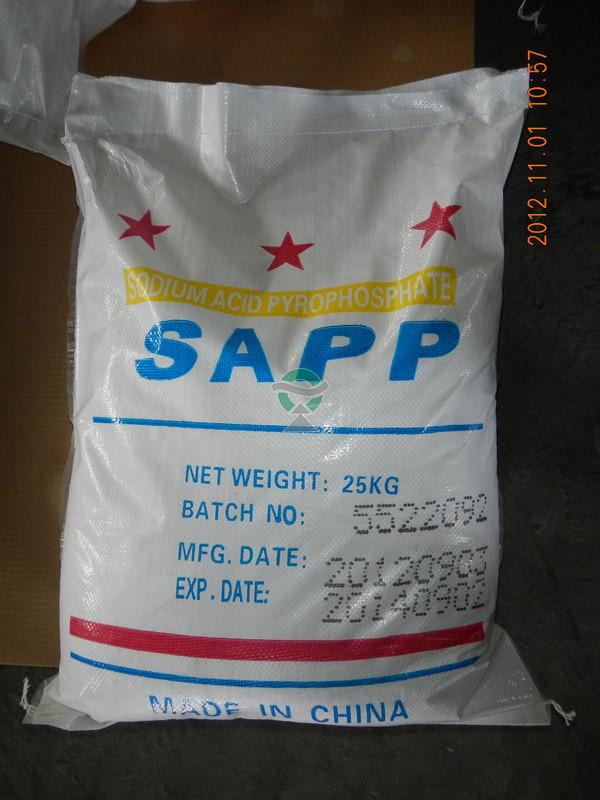 2012.11.01 10:57
SODIUM ACID PYROPHOSPHATE
SAPP
NET WEIGHT: 25KG
BATCH NO: 5522092
MFG. DATE: 20120903
EXP. DATE: 20140902
MADE IN CHINA